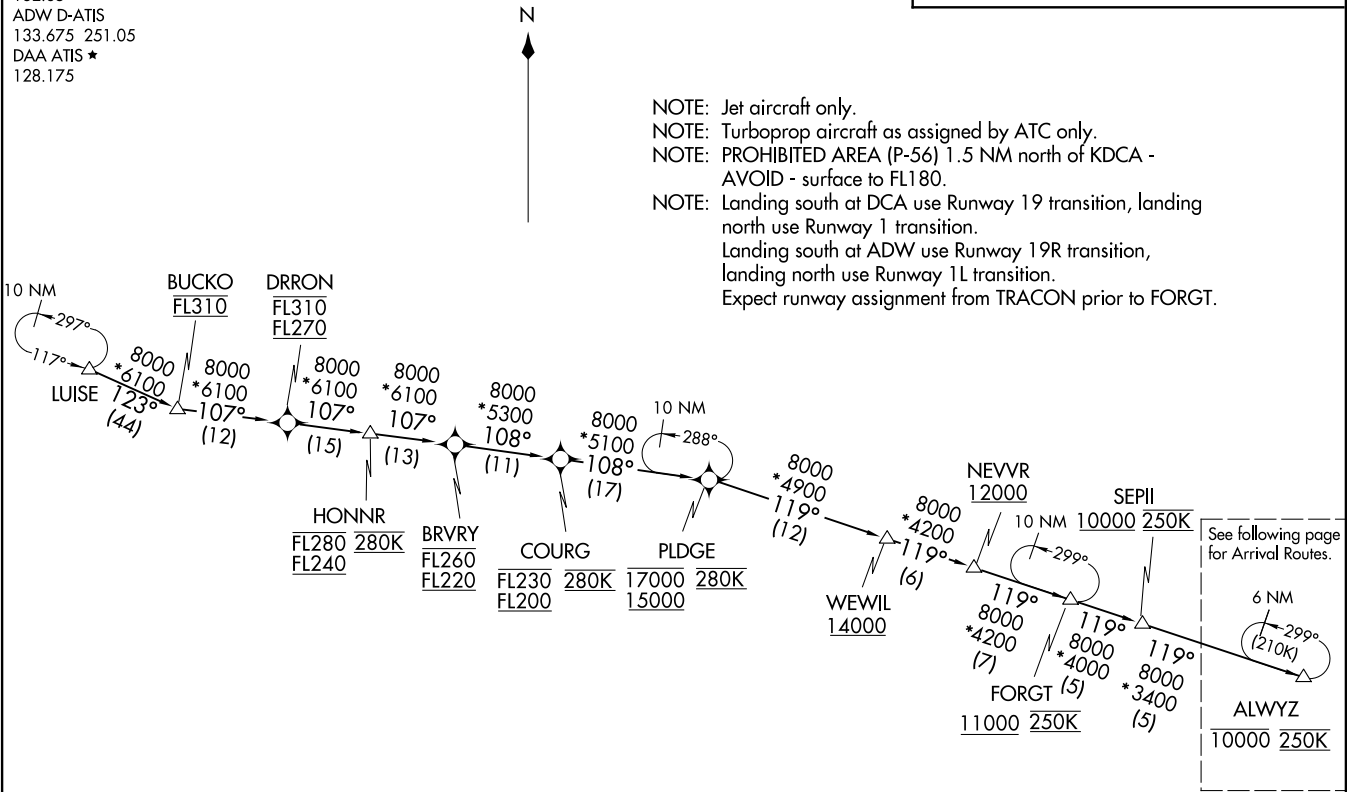 ADW D-ATIS
133.675 251.05
DAA ATIS ★
128.175
N
NOTE: Jet aircraft only.
NOTE: Turboprop aircraft as assigned by ATC only.
NOTE: PROHIBITED AREA (P-56) 1.5 NM north of KDCA -
AVOID - surface to FL180.
NOTE: Landing south at DCA use Runway 19 transition, landing
north use Runway 1 transition.
Landing south at ADW use Runway 19R transition,
landing north use Runway 1L transition.
Expect runway assignment from TRACON prior to FORGT.
10 NM
297°
117°
LUISE
8000
*6100
123°
(44)
BUCKO
FL310
8000
*6100
107°
(12)
DRRON
FL310
FL270
8000
*6100
107°
(15)
HONNR
FL280 280K
FL240
8000
*6100
107°
(13)
BRVRY
FL260
FL220
8000
*5300
108°
(11)
COURG
FL230 280K
FL200
8000
*5100
108°
(17)
10 NM
288°
PLDGE
17000 280K
15000
8000
*4900
119°
(12)
WEWIL
14000
8000
*4200
119°
(6)
NEVVR
12000
119°
8000
*4200
(7)
10 NM
299°
FORGT
11000 250K
119°
8000
*4000
(5)
SEPII
10000 250K
119°
8000
*3400
(5)
See following page
for Arrival Routes.
6 NM
299°
(210K)
ALWYZ
10000 250K